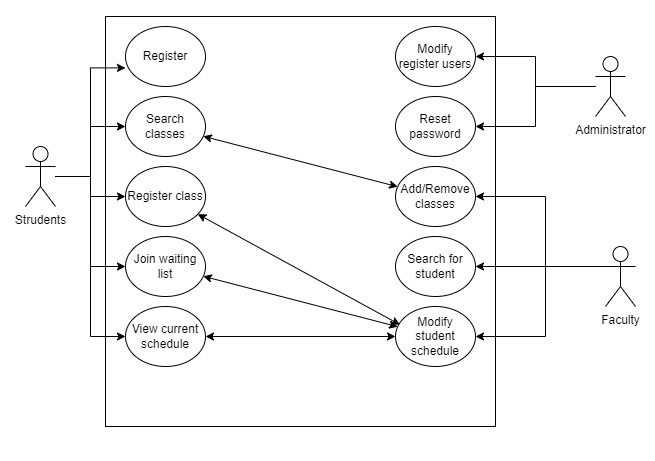 Register
Search
classes
Register class
Join waiting
list
View current
schedule
Modify
register users
Reset
password
Add/Remove
classes
Search for
student
Modify
student
schedule
Strudents
Administrator
Faculty